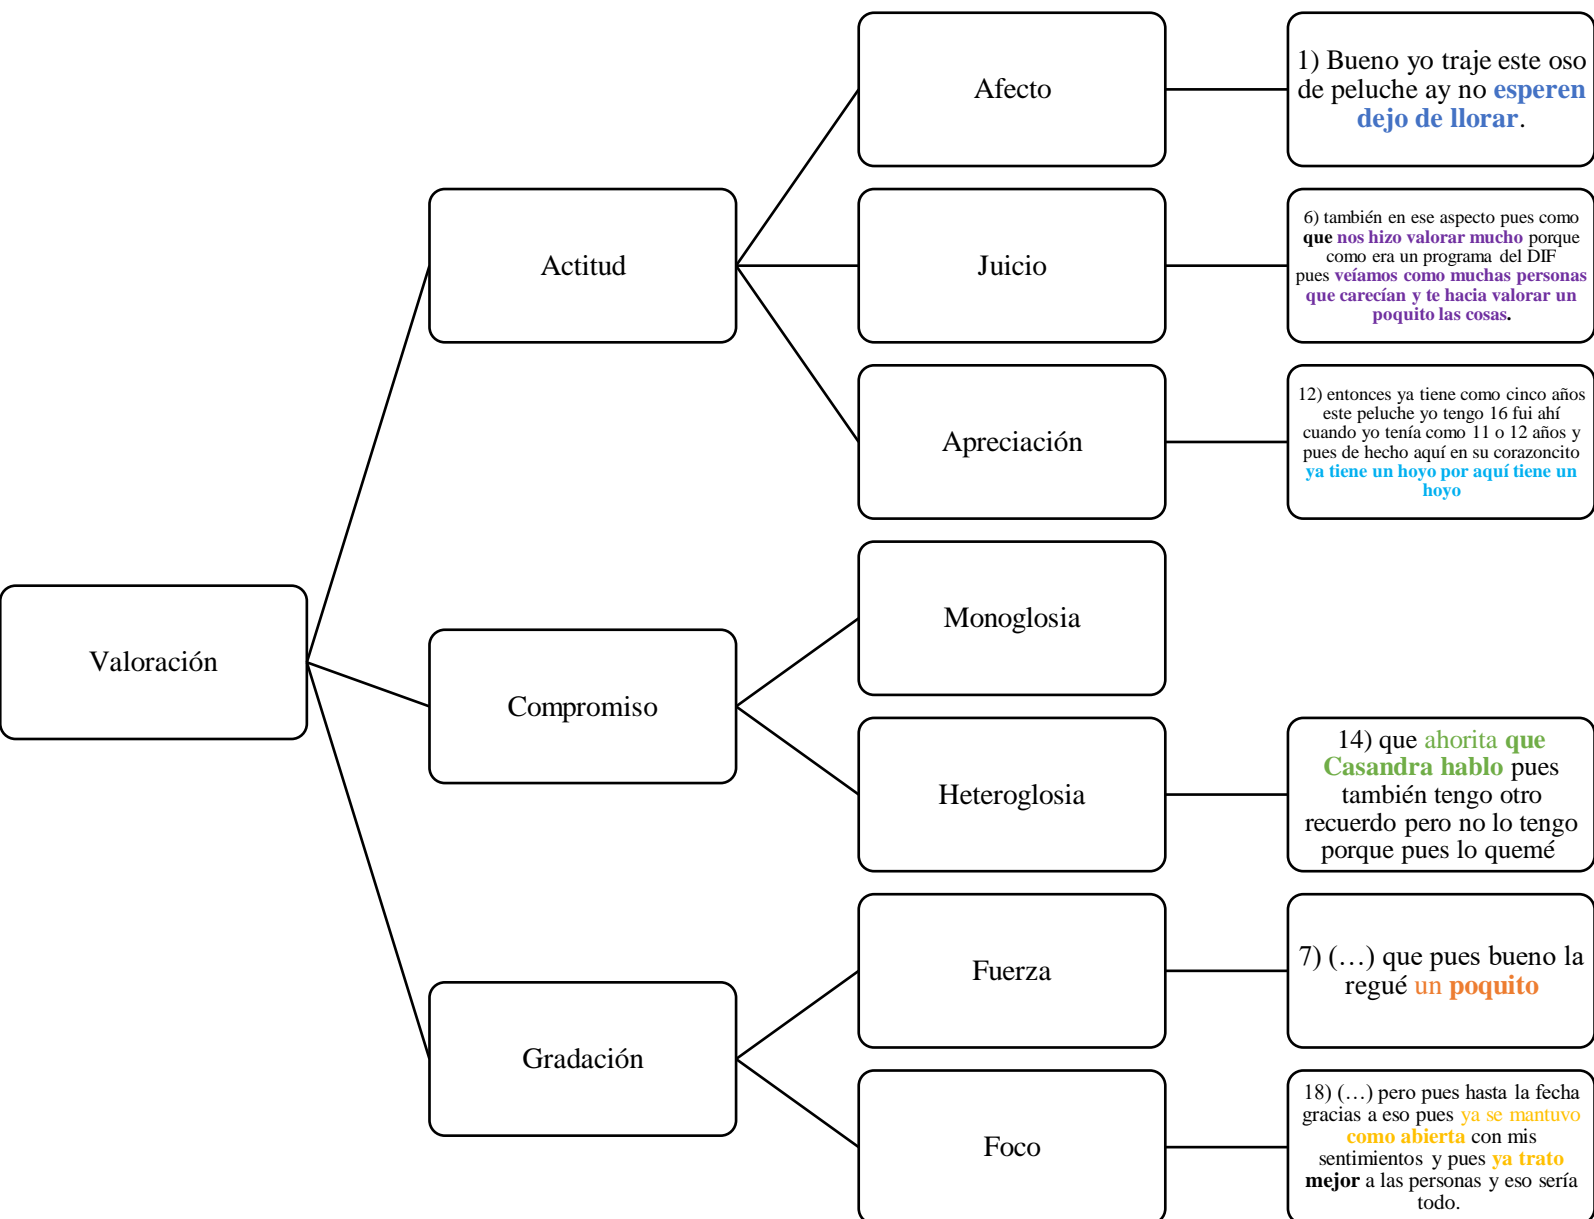 Valoración
Actitud
Afecto
1) Bueno yo traje este oso
de peluche ay no esperen
dejo de llorar.
Juicio
6) también en ese aspecto pues como
que nos hizo valorar mucho porque
como era un programa del DIF
pues veíamos como muchas personas
que carecían y te hacia valorar un
poquito las cosas.
Apreciación
12) entonces ya tiene como cinco años
este peluche yo tengo 16 fui ahí
cuando yo tenía como 11 o 12 años y
pues de hecho aquí en su corazoncito
ya tiene un hoyo por aquí tiene un
hoyo
Compromiso
Monoglosia
Heteroglosia
14) que ahorita que
Casandra hablo pues
también tengo otro
recuerdo pero no lo tengo
porque pues lo quemé
Gradación
Fuerza
7) (…) que pues bueno la
regué un poquito
Foco
18) (…) pero pues hasta la fecha
gracias a eso pues ya se mantuvo
como abierta con mis
sentimientos y pues ya trato
mejor a las personas y eso sería
todo.